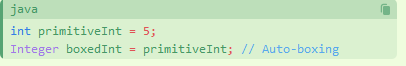 java
int primitiveInt = 5;
Integer boxedInt = primitiveInt; // Auto-boxing